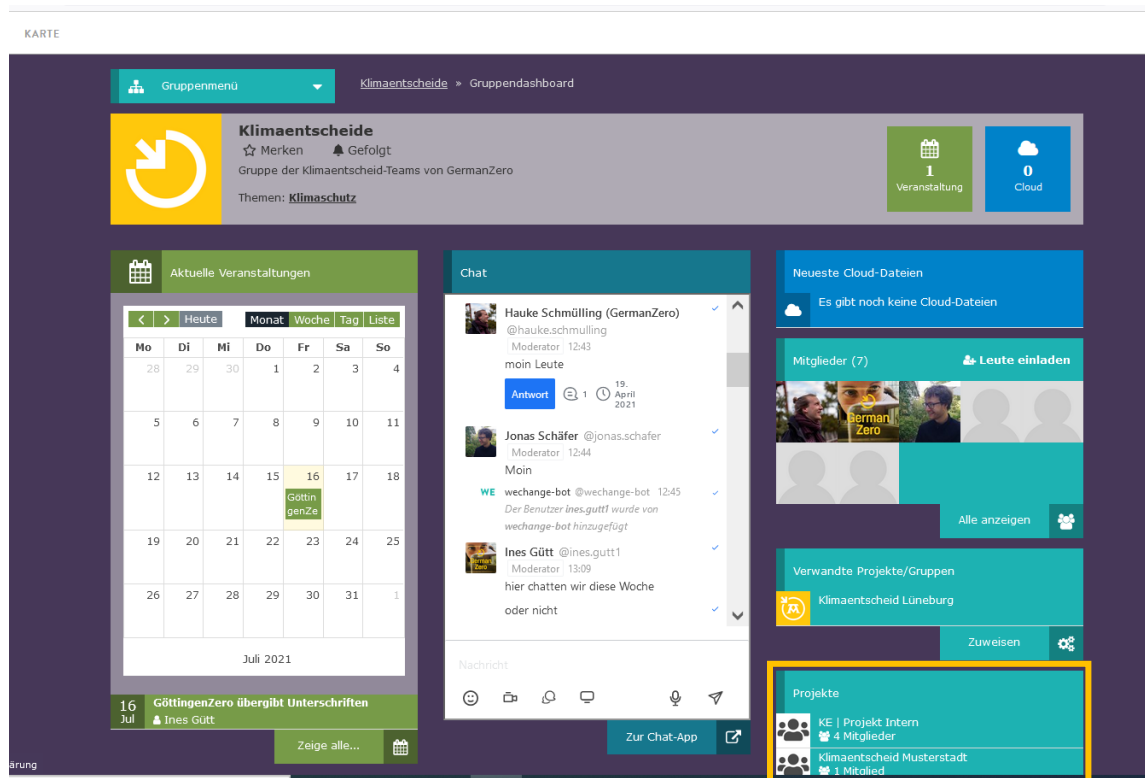 KARTE
Gruppenmenü
Klimaentscheide » Gruppendashboard
Klimaentscheide
Merken Gefolgt
Gruppe der Klimaentscheid-Teams von GermanZero
Themen: Klimaschutz
1
Veranstaltung
0
Cloud
Aktuelle Veranstaltungen
Heute Monat Woche Tag Liste
Mo Di Mi Do Fr Sa So
28 29 30 1 2 3 4
5 6 7 8 9 10 11
12 13 14 15 16 17 18
Göttin
genZe
19 20 21 22 23 24 25
26 27 28 29 30 31 1
Juli 2021
16
Jul
GöttingenZero übergibt Unterschriften
Ines Gütt
Zeige alle...
Chat
Hauke Schmülling (GermanZero)
@hauke.schmulling
Moderator 12:43
moin Leute
Antwort 1 19.
April
2021
Jonas Schäfer @jonas.schafer
Moderator 12:44
Moin
WE wechange-bot @wechange-bot 12:45
Der Benutzer ines.gutt1 wurde von
wechange-bot hinzugefügt
German
Zero
Ines Gütt @ines.gutt1
Moderator 13:09
hier chatten wir diese Woche
oder nicht
Nachricht
Zur Chat-App
Neueste Cloud-Dateien
Es gibt noch keine Cloud-Dateien
Mitglieder (7) Leute einladen
German
Zero
Alle anzeigen
Verwandte Projekte/Gruppen
Klimaentscheid Lüneburg
Zuweisen
Projekte
KE | Projekt Intern
4 Mitglieder
Klimaentscheid Musterstadt
1 Mitglied
ärung